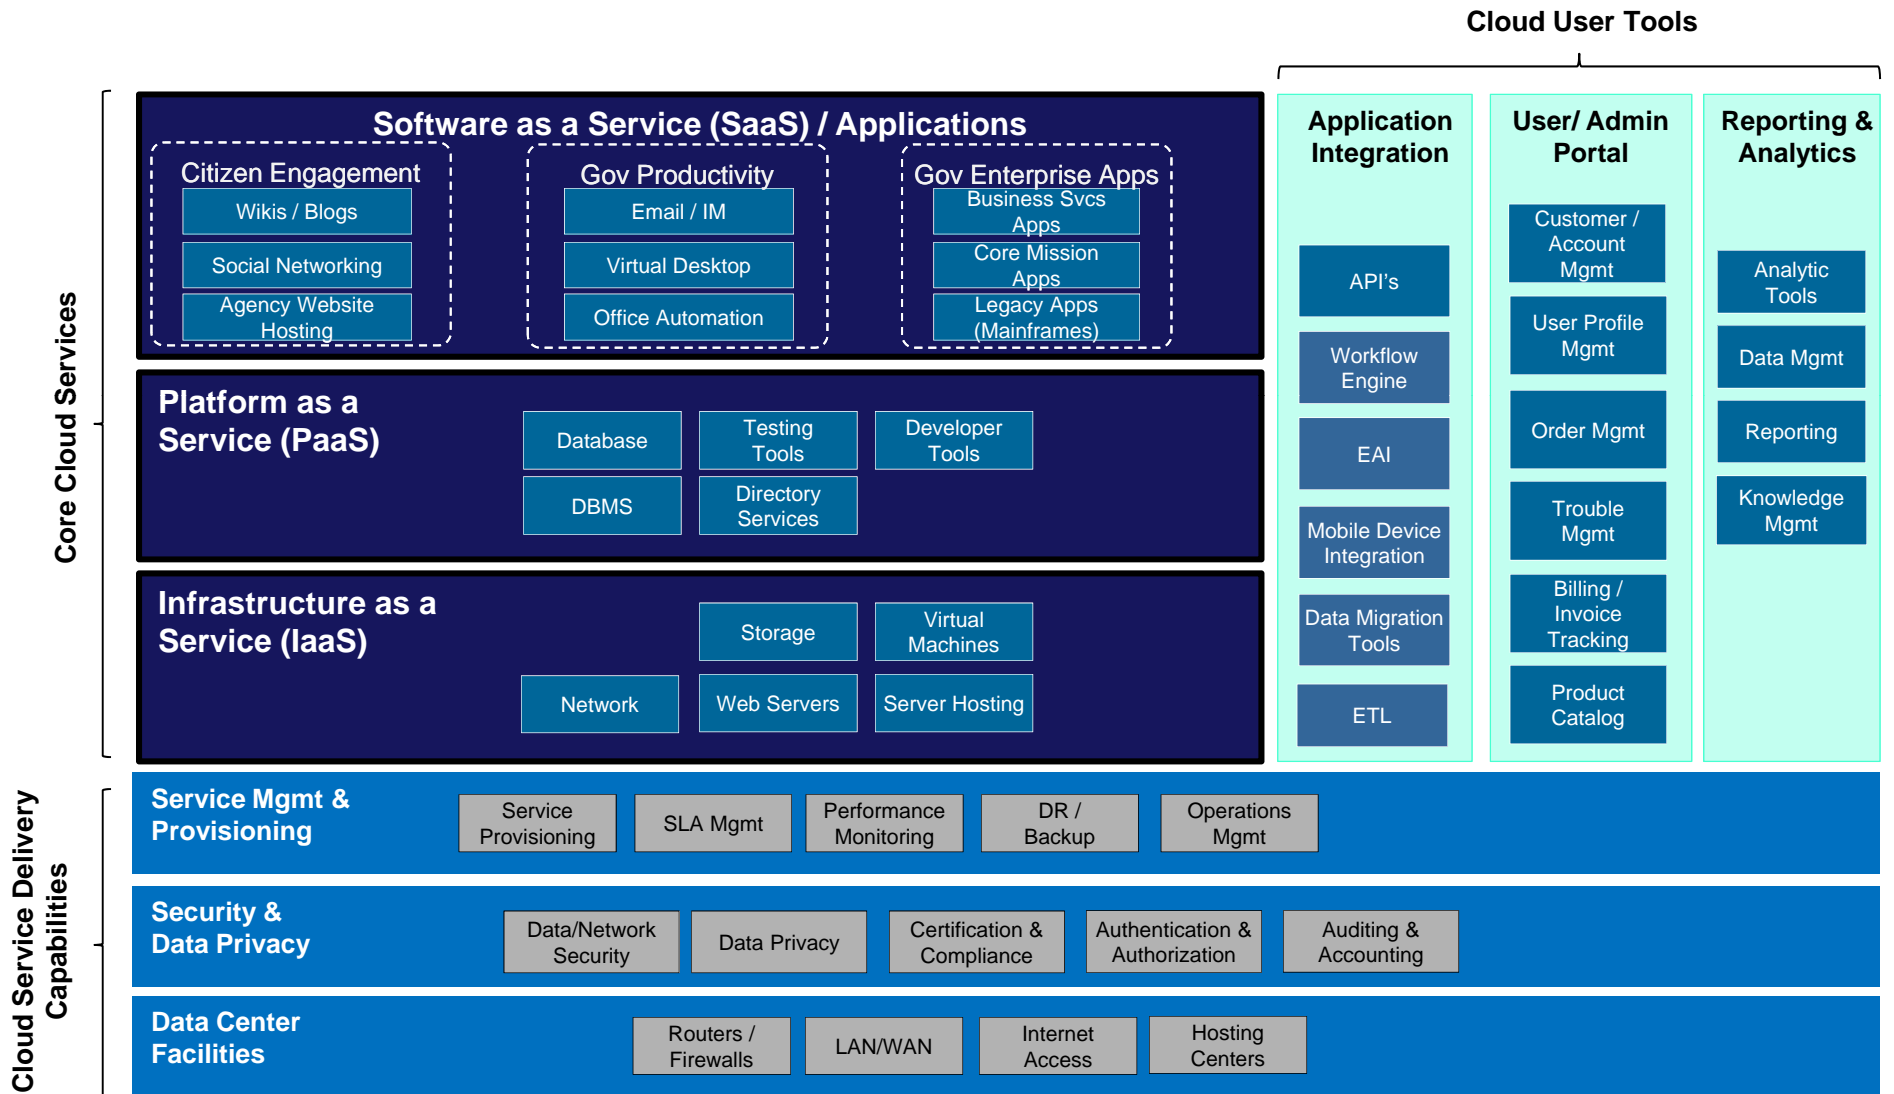 Cloud User Tools
Core Cloud Services
Software as a Service (SaaS) / Applications
Citizen Engagement
Wikis / Blogs
Social Networking
Agency Website
Hosting
Gov Productivity
Email / IM
Virtual Desktop
Office Automation
Gov Enterprise Apps
Business Svcs
Apps
Core Mission
Apps
Legacy Apps
(Mainframes)
Platform as a
Service (PaaS)
Database
Testing
Tools
Developer
Tools
DBMS
Directory
Services
Infrastructure as a
Service (IaaS)
Storage
Virtual
Machines
Network
Web Servers
Server Hosting
Application
Integration
API's
Workflow
Engine
EAI
Mobile Device
Integration
Data Migration
Tools
ETL
User/ Admin
Portal
Customer /
Account
Mgmt
User Profile
Mgmt
Order Mgmt
Trouble
Mgmt
Billing /
Invoice
Tracking
Product
Catalog
Reporting &
Analytics
Analytic
Tools
Data Mgmt
Reporting
Knowledge
Mgmt
Cloud Service Delivery
Capabilities
Service Mgmt &
Provisioning
Service
Provisioning
SLA Mgmt
Performance
Monitoring
DR /
Backup
Operations
Mgmt
Security &
Data Privacy
Data/Network
Security
Data Privacy
Certification &
Compliance
Authentication &
Authorization
Auditing &
Accounting
Data Center
Facilities
Routers /
Firewalls
LAN/WAN
Internet
Access
Hosting
Centers